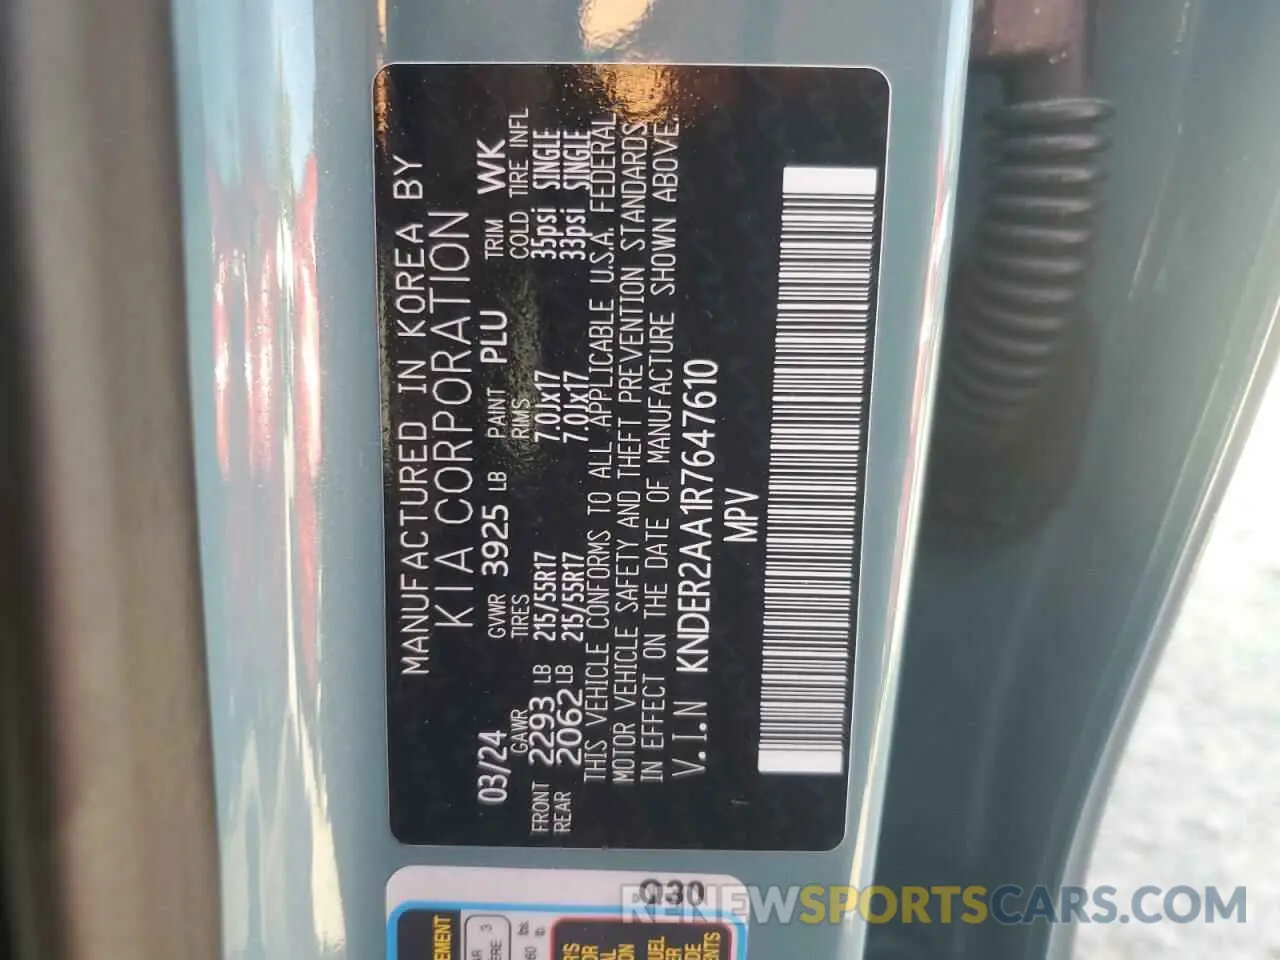 MANUFACTURED IN KOREA BY
KIA CORPORATION
03/24 GVWR 3925 LB PAINT PLU TRIM WK
GAWR TIRES RIMS COLD TIRE INFL
FRONT 2293 LB 215/55R17 7.0Jx17 35psi SINGLE
REAR 2062 LB 215/55R17 7.0Jx17 33psi SINGLE
THIS VEHICLE CONFORMS TO ALL APPLICABLE U.S.A. FEDERAL
MOTOR VEHICLE SAFETY AND THEFT PREVENTION STANDARDS
IN EFFECT ON THE DATE OF MANUFACTURE SHOWN ABOVE.
V.I.N KNDER2AA1R7647610
MPV
Q30
RENEWSPORTSCARS.COM